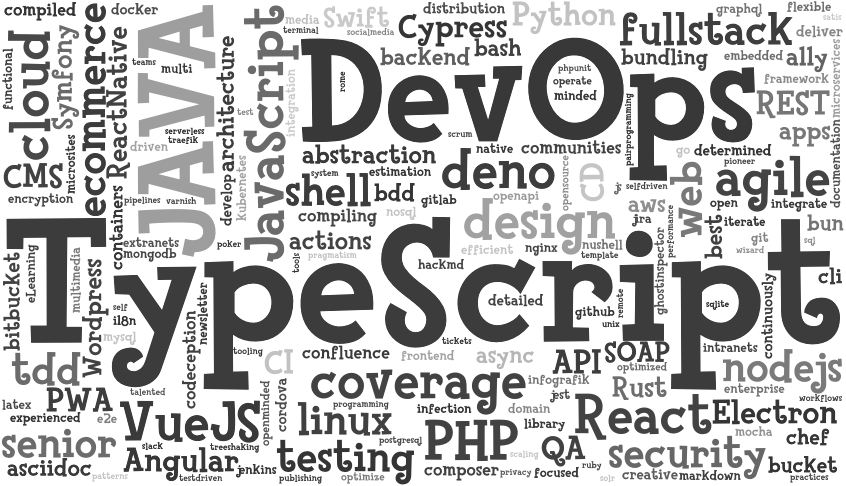 compiled
docker
JAVA
JavaScript
media
Swift
socialmedia
terminal
distribution
Cypress
Python
graphql
flexible
satis
fullstack
deliver
functional
cloud
Symfony
ecommerce
ReactNative
teams
multi
architecture
integration
rome
DevOps
backend
bash
phpunit
operate
minded
bundling
embedded
ally
framework
microservices
REST
apps
documentation
test
scrum
pairprogramming
CMS
microsites
encryption
driven
serverless
traefik
kubernetes
develop
pipelines
varnish
abstraction
native
communities
go
determined
pioneer
system
estimation
shell
bdd
gitlab
deno
openapi
opensource
CD
js
selfdriven
web
agile
open
integrate
compiling
nosql
design
aws
jira
performance
best
iterate
bun
containers
extranets
mongodb
poker
actions
pragmatism
tools
efficient
nginx
nushell
template
git
wizard
sql
TypeScript
bitbucket
eLearning
multimedia
Wordpress
self
i18n
mysql
newsletter
codeception
hacKmd
detailed
github
remote
unix
ghostinspector
sqlite
continuously
cli
tooling
CI
confluence
tickets
frontend
async
API
SOAP
optimized
intranets
nodejs
enterprise
workflows
tdd
PWA
latex
experienced
e2e
talented
VueJS
slack
treeshaking
openminded
cordova
coverage
programming
infection
infografik
domain
jest
library
Rust
React
Electron
mocha
chef
senior
asciidoc
patterns
Angular
testdriven
jenkins
linux
testing
publishing
optimize
postgresql
PHP
composer
scaling
privacy
QA
focused
ruby
solr
security
creative
markdown
bucket
practices